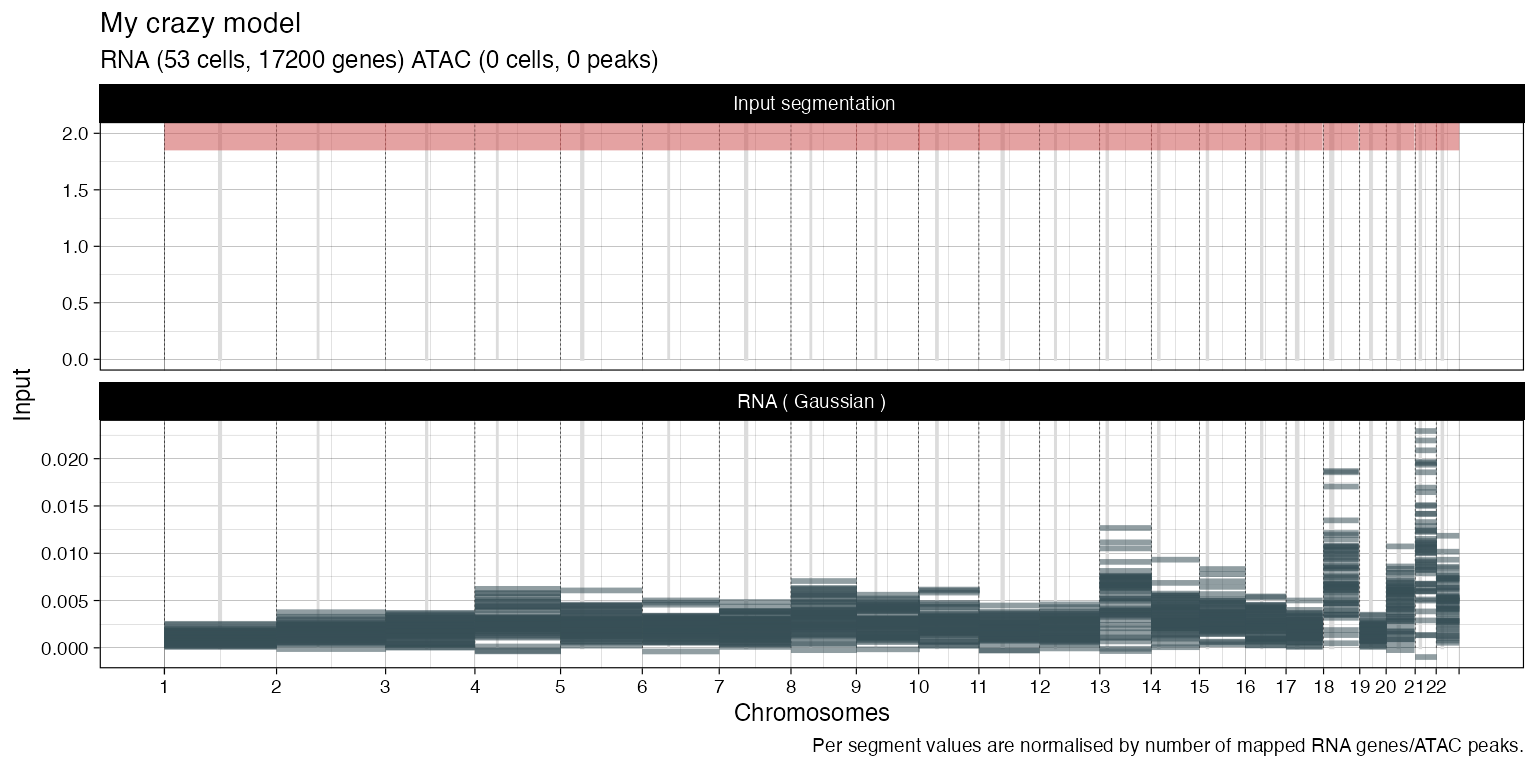 My crazy model
RNA (53 cells, 17200 genes) ATAC (0 cells, 0 peaks)
Input segmentation
2.0
1.5
1.0
0.5
0.0
Input
RNA ( Gaussian )
0.020
0.015
0.010
0.005
0.000
1 2 3 4 5 6 7 8 9 10 11 12 13 14 15 16 17 18 19 20 21 22
Chromosomes
Per segment values are normalised by number of mapped RNA genes/ATAC peaks.